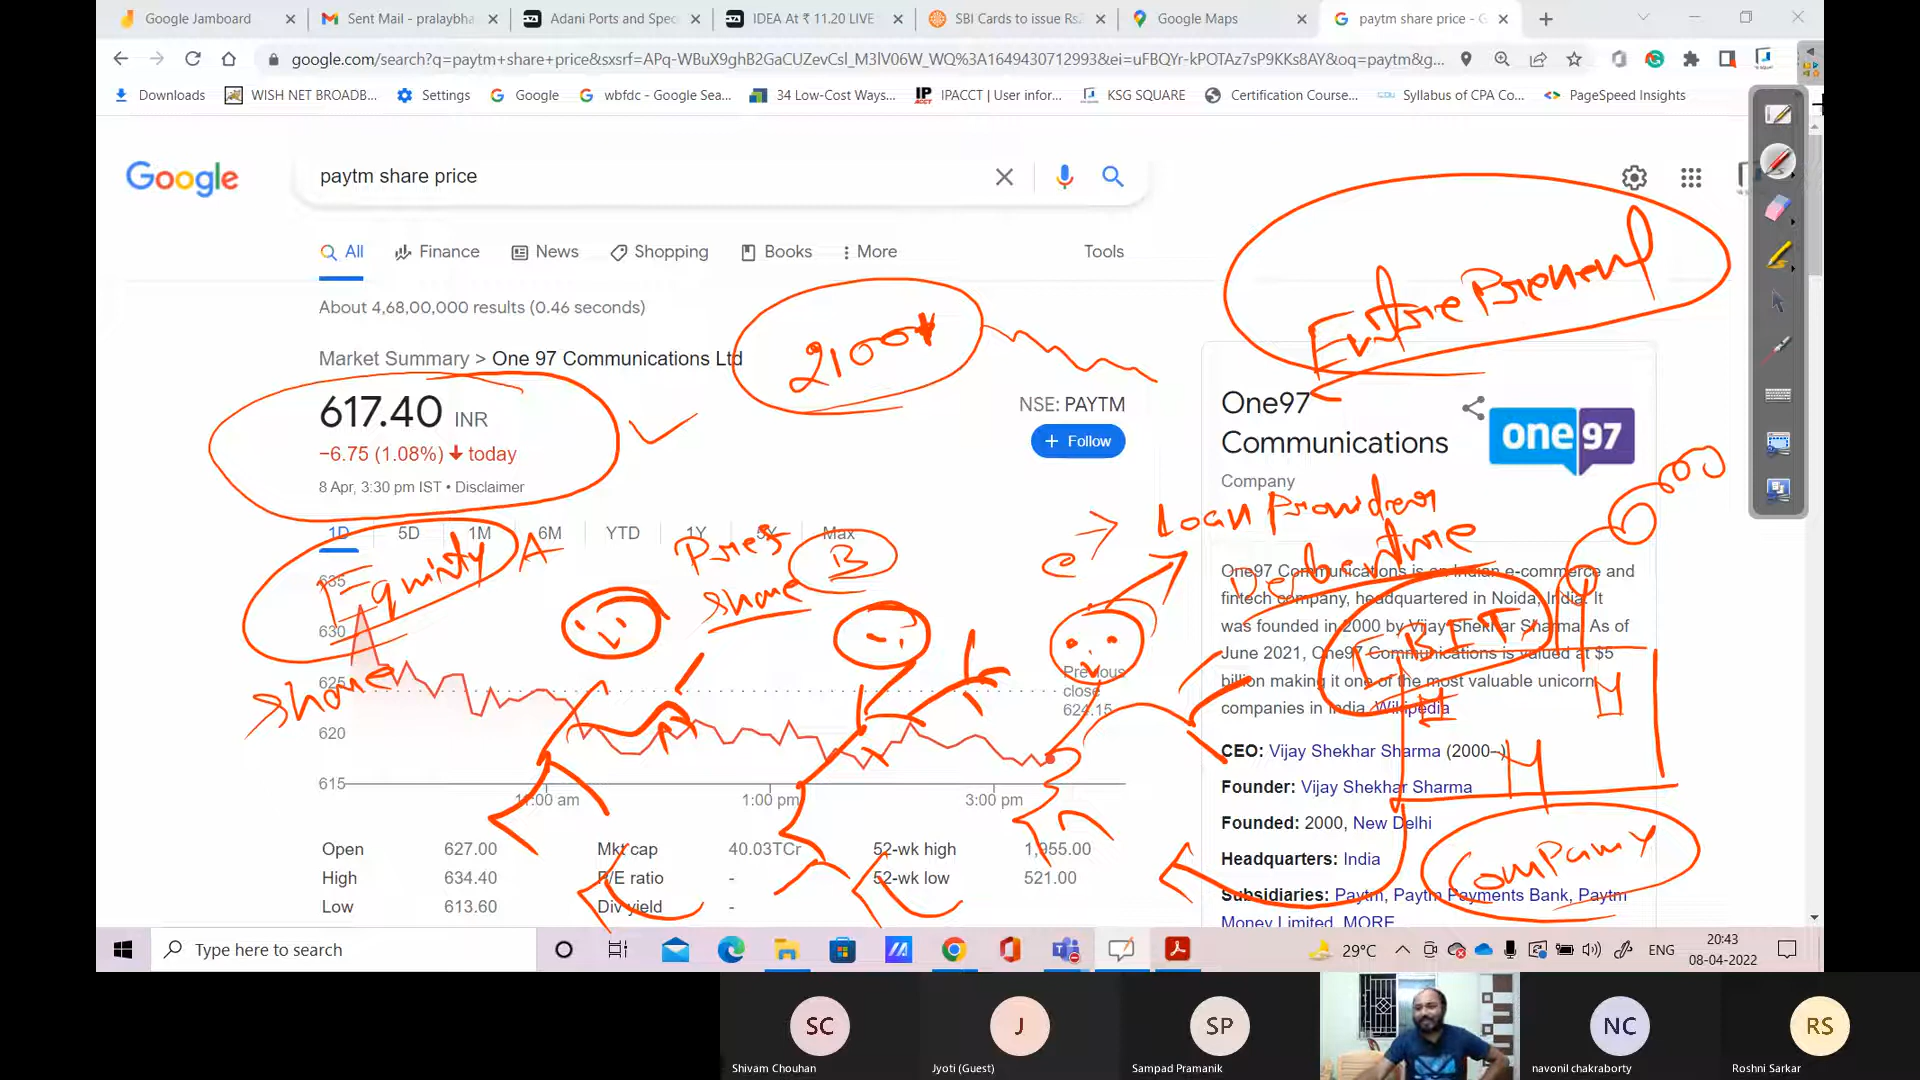 Google Jamboard
Sent Mail - pralaybha
Adani Ports and Spec
IDEA At ₹ 11.20 LIVE
SBI Cards to issue Rs
Google Maps
paytm share price - G
google.com/search?q=paytm+share+price&sxsrf=APq-WBuX9ghB2GaCUZevCsl_M3lV06W_WQ%3A1649430712993&ei=uFBQYr-kPOTAz7sP9KKs8AY&oq=paytm&g...
Downloads
WISH NET BROADB...
Settings
Google
wbfdc - Google Sea...
34 Low-Cost Ways...
IPACCT | User infor...
KSG SQUARE
Certification Course...
Syllabus of CPA Co...
PageSpeed Insights
Google
paytm share price
All Finance News Shopping Books More Tools
About 4,68,00,000 results (0.46 seconds)
2100
Market Summary > One 97 Communications Ltd
617.40 INR
−6.75 (1.08%) today
8 Apr, 3:30 pm IST • Disclaimer
NSE: PAYTM
+ Follow
1D 5D 1M 6M YTD 1Y 5Y Max
Equinty A
Share
Pref
Share
B
C
Loan Provider
Derbenture
EBIT
Company
635
630
625
620
615
Previous
close
624.15
11:00 am 1:00 pm 3:00 pm
Open 627.00 Mkt cap 40.03TCr 52-wk high 1,955.00
High 634.40 P/E ratio - 52-wk low 521.00
Low 613.60 Div yield -
One97
Communications
one 97
Company
One97 Communications is an Indian e-commerce and
fintech company, headquartered in Noida, India. It
was founded in 2000 by Vijay Shekhar Sharma. As of
June 2021, One97 Communications is valued at $5
billion making it one of the most valuable unicorn
companies in India. Wikipedia
CEO: Vijay Shekhar Sharma (2000–)
Founder: Vijay Shekhar Sharma
Founded: 2000, New Delhi
Headquarters: India
Subsidiaries: Paytm, Paytm Payments Bank, Paytm
Money Limited, MORE
Type here to search
29°C
ENG
20:43
08-04-2022
SC
Shivam Chouhan
J
Jyoti (Guest)
SP
Sampad Pramanik
NC
navonil chakraborty
RS
Roshni Sarkar